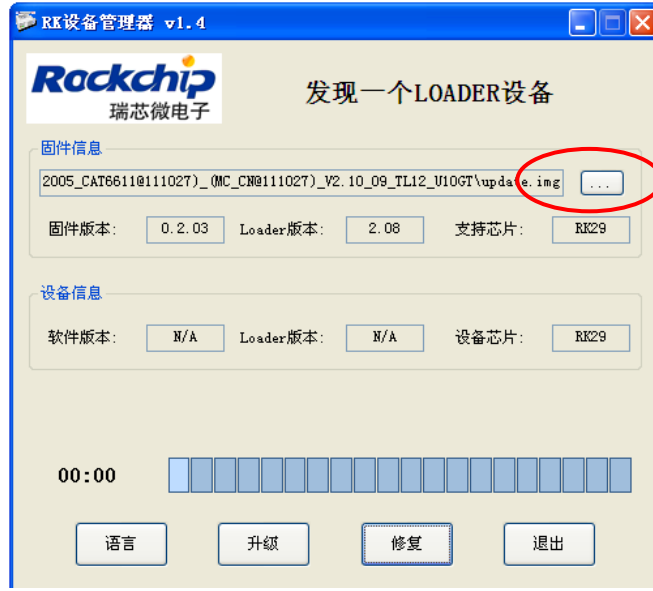 RK设备管理器 v1.4
Rockchip
瑞芯微电子
发现一个LOADER设备
固件信息
2005_CAT6611@111027)_(MC_CN@111027)_V2.10_09_TL12_U10GT\update.img ...
固件版本: 0.2.03 Loader版本: 2.08 支持芯片: RK29
设备信息
软件版本: N/A Loader版本: N/A 设备芯片: RK29
00:00
语言 升级 修复 退出